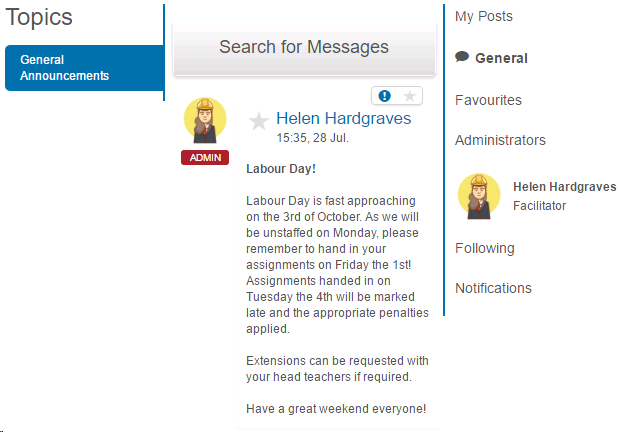 Topics
General
Announcements
Search for Messages
Helen Hardgraves
15:35, 28 Jul.
ADMIN
Labour Day!
Labour Day is fast approaching
on the 3rd of October. As we will
be unstaffed on Monday, please
remember to hand in your
assignments on Friday the 1st!
Assignments handed in on
Tuesday the 4th will be marked
late and the appropriate penalties
applied.
Extensions can be requested with
your head teachers if required.
Have a great weekend everyone!
My Posts
General
Favourites
Administrators
Helen Hardgraves
Facilitator
Following
Notifications